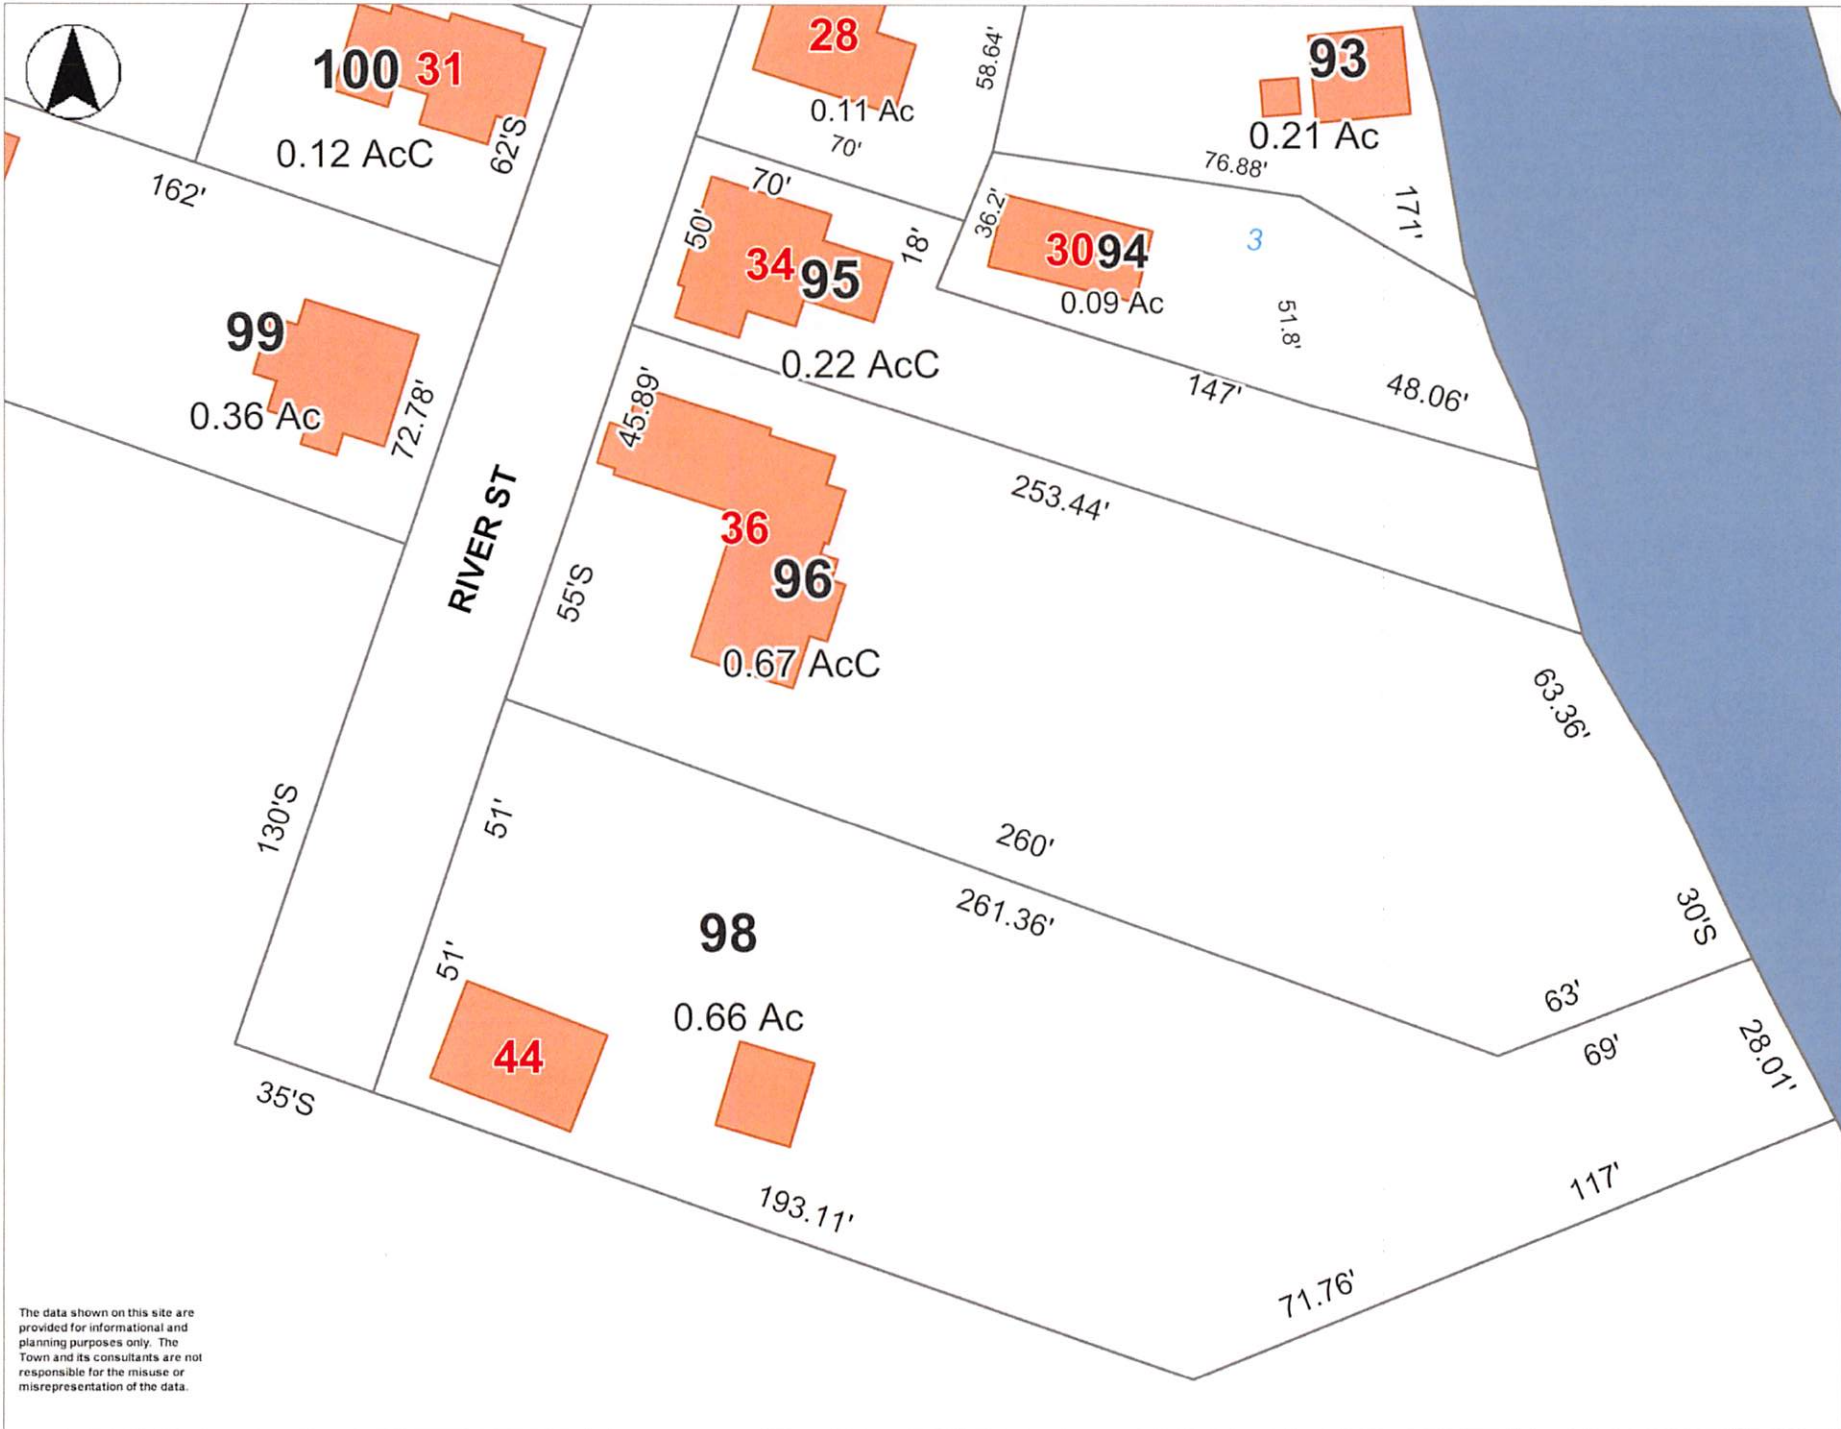 28
100 31
58.64'
93
0.11 Ac
62'S
0.21 Ac
0.12 AcC
70'
76.88'
162'
70'
171'
36.2'
50'
18'
3
34 95
3094
0.09 Ac
51.8'
99
0.22 AcC
147'
48.06'
45.89'
0.36 Ac
72.78'
253.44'
RIVER ST
36
96
55'S
0.67 AcC
63.36'
130'S
51'
260'
261.36'
30'S
98
51'
63'
0.66 Ac
69'
28.01'
44
35'S
117'
193.11'
71.76'
The data shown on this site are
provided for informational and
planning purposes only. The
Town and its consultants are not
responsible for the misuse or
misrepresentation of the data.